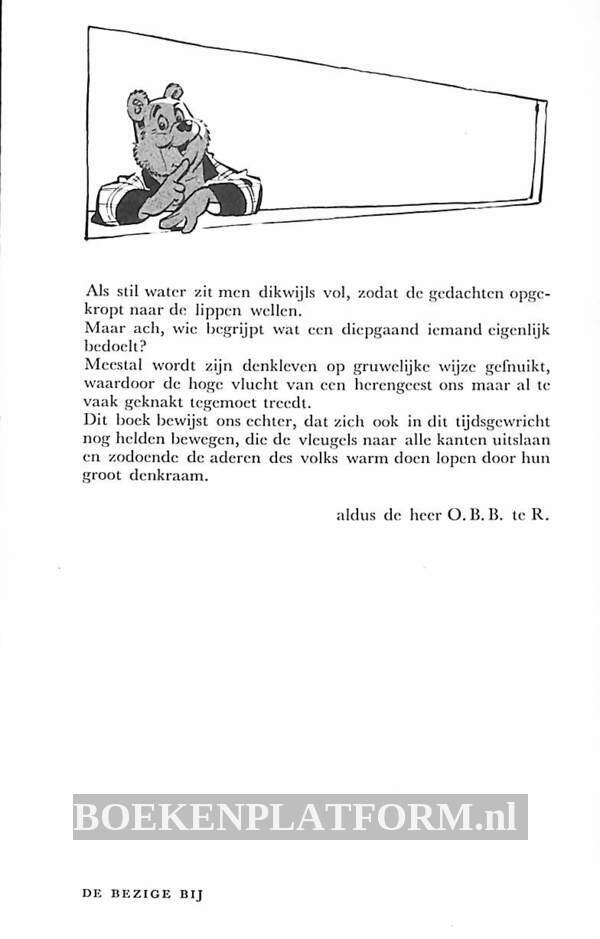 Als stil water zit men dikwijls vol, zodat de gedachten opge-
kropt naar de lippen wellen.
Maar ach, wie begrijpt wat een diepgaand iemand eigenlijk
bedoelt?
Meestal wordt zijn denkleven op gruwelijke wijze gefnuikt,
waardoor de hoge vlucht van een herengeest ons maar al te
vaak geknakt tegemoet treedt.
Dit boek bewijst ons echter, dat zich ook in dit tijdsgewricht
nog helden bewegen, die de vleugels naar alle kanten uitslaan
en zodoende de aderen des volks warm doen lopen door hun
groot denkraam.
aldus de heer O. B. B. te R.
BOEKENPLATFORM.nl
DE BEZIGE BIJ